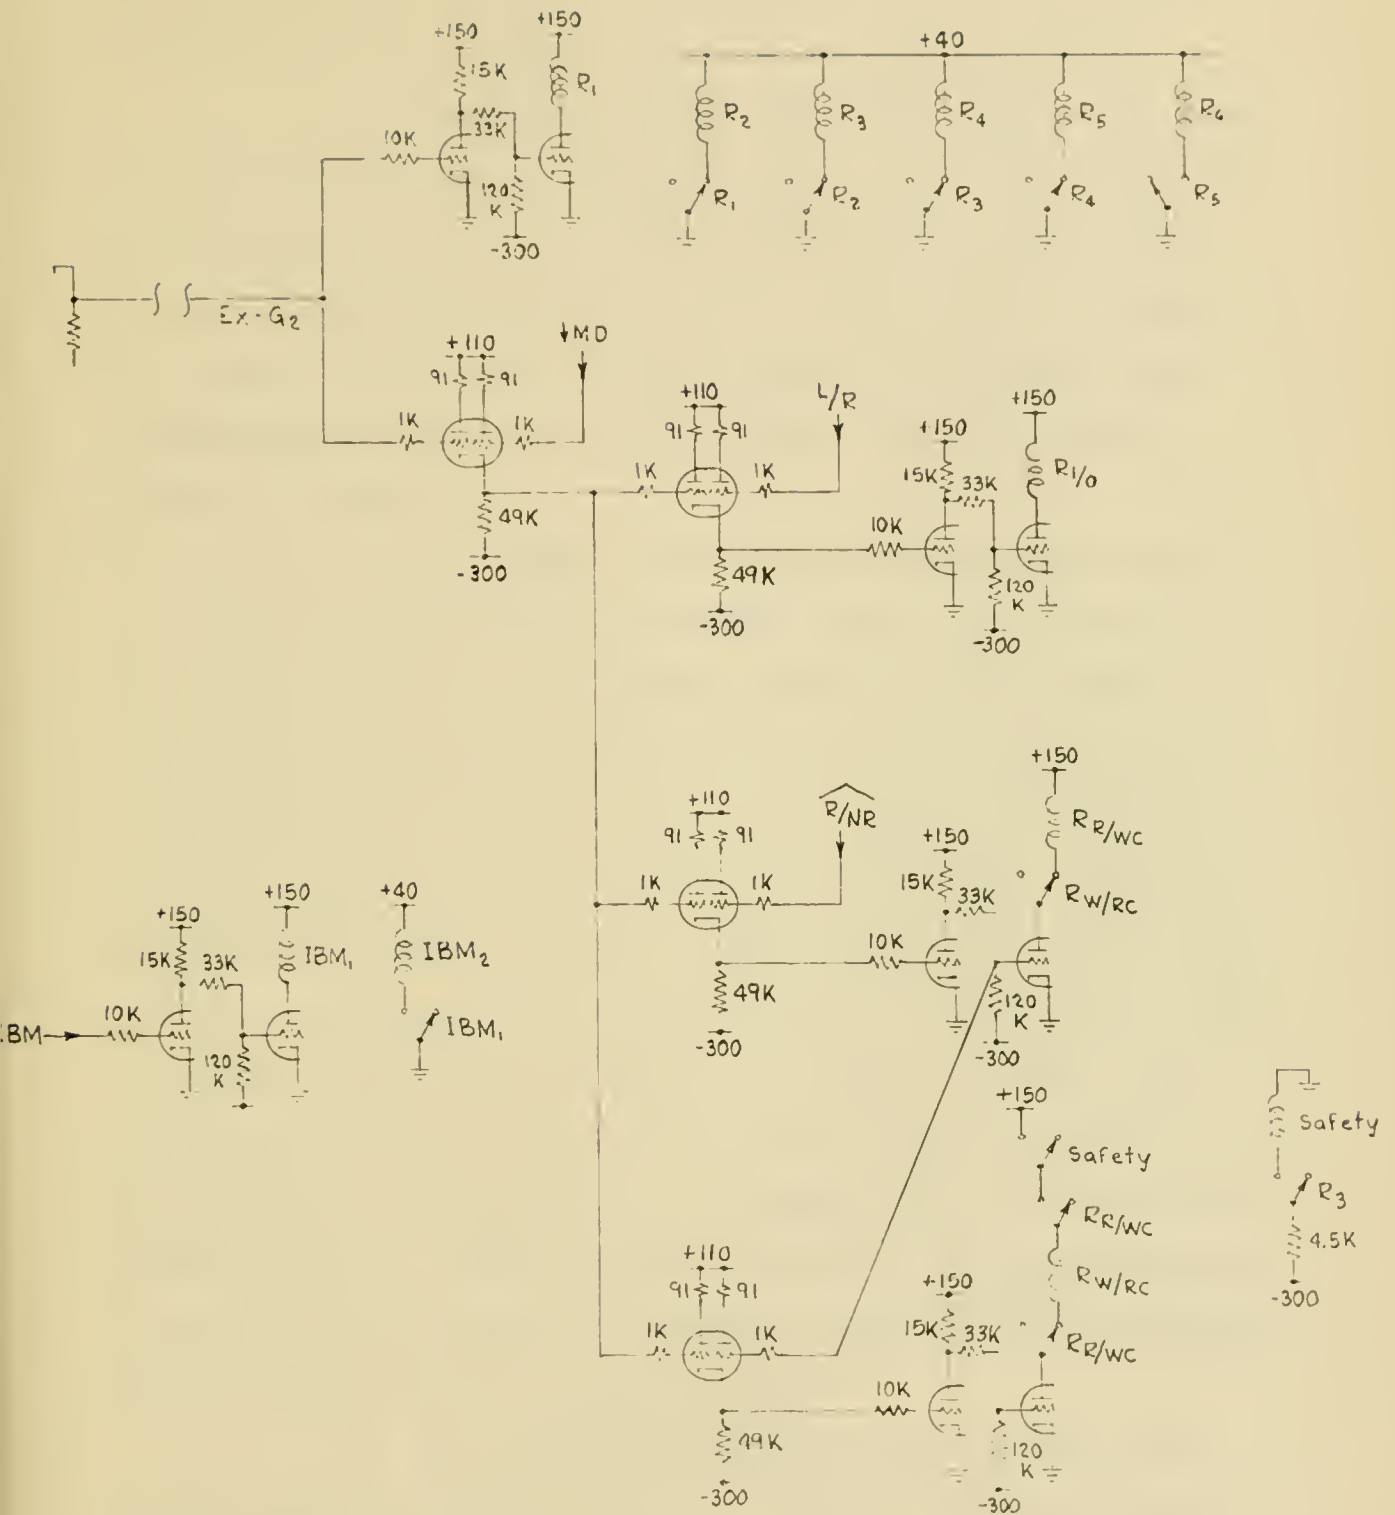 +150
+150
15K
R1
33K
10K
120
K
-300
+40
R2
R3
R4
R5
R6
R1
R2
R3
R4
R5
Ex-G2
+110
↓MD
91
91
1K
1K
49K
-300
+110
L/R
91
91
1K
1K
49K
-300
+150
+150
15K
33K
R1/0
10K
120
K
-300
+110
R/NR
91
91
1K
1K
49K
-300
+150
+150
RR/WC
15K
33K
RW/RC
10K
120
K
-300
+150
+150
+40
15K
33K
IBM1
IBM2
10K
IBM1
BM
120
K
+150
Safety
RR/WC
RW/RC
RR/WC
+110
91
91
1K
1K
49K
-300
+150
15K
33K
10K
120
K
-300
Safety
R3
4.5K
-300